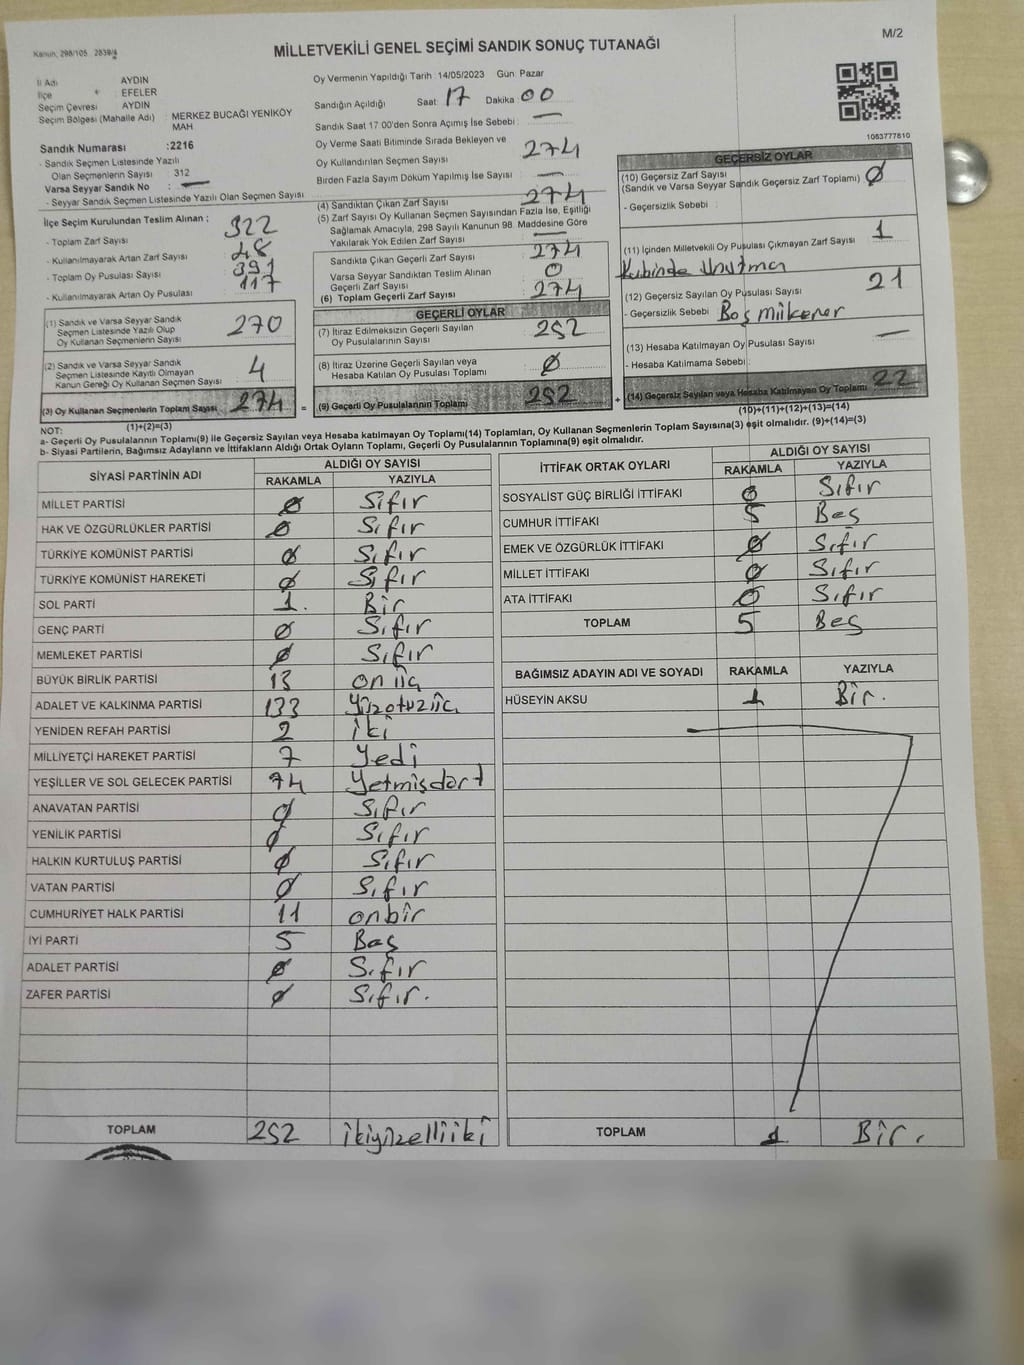 M/2
Kanun, 298/105 2839/4
MİLLETVEKİLİ GENEL SEÇİMİ SANDIK SONUÇ TUTANAĞI
İl Adı AYDIN
İlçe EFELER
Seçim Çevresi AYDIN
Seçim Bölgesi (Mahalle Adı) : MERKEZ BUCAĞI YENİKÖY
MAH
Sandık Numarası :2216
- Sandık Seçmen Listesinde Yazılı
Olan Seçmenlerin Sayısı 312
Varsa Seyyar Sandık No : —
- Seyyar Sandık Seçmen Listesinde Yazılı Olan Seçmen Sayısı
Oy Vermenin Yapıldığı Tarih : 14/05/2023 Gün: Pazar
Sandığın Açıldığı Saat: 17 Dakika 00
Sandık Saat 17.00'den Sonra Açımış İse Sebebi : —
Oy Verme Saati Bitiminde Sırada Bekleyen ve
Oy Kullandırılan Seçmen Sayısı 274
Birden Fazla Sayım Döküm Yapılmış İse Sayısı : —
1063777810
İlçe Seçim Kurulundan Teslim Alınan ;
- Toplam Zarf Sayısı : 322
- Kullanılmayarak Artan Zarf Sayısı : 48
- Toplam Oy Pusulası Sayısı : 391
- Kullanılmayarak Artan Oy Pusulası : 117
(1) Sandık ve Varsa Seyyar Sandık
Seçmen Listesinde Yazılı Olup
Oy Kullanan Seçmenlerin Sayısı : 270
(2) Sandık ve Varsa Seyyar Sandık
Seçmen Listesinde Kayıtlı Olmayan
Kanun Gereği Oy Kullanan Seçmen Sayısı : 4
(3) Oy Kullanan Seçmenlerin Toplam Sayısı : 274
(1)+(2)=(3)
(4) Sandıktan Çıkan Zarf Sayısı 274
(5) Zarf Sayısı Oy Kullanan Seçmen Sayısından Fazla İse, Eşitliği
Sağlamak Amacıyla, 298 Sayılı Kanunun 98. Maddesine Göre
Yakılarak Yok Edilen Zarf Sayısı : —
Sandıkta Çıkan Geçerli Zarf Sayısı : 274
Varsa Seyyar Sandıktan Teslim Alınan
Geçerli Zarf Sayısı : 0
(6) Toplam Geçerli Zarf Sayısı : 274
GEÇERLİ OYLAR
(7) İtiraz Edilmeksizin Geçerli Sayılan
Oy Pusulalarının Sayısı : 252
(8) İtiraz Üzerine Geçerli Sayılan veya
Hesaba Katılan Oy Pusulası Toplamı : 0
= (9) Geçerli Oy Pusulalarının Toplamı : 252
GEÇERSİZ OYLAR
(10) Geçersiz Zarf Sayısı
(Sandık ve Varsa Seyyar Sandık Geçersiz Zarf Toplamı) : 0
- Geçersizlik Sebebi :
(11) İçinden Milletvekili Oy Pusulası Çıkmayan Zarf Sayısı : 1
Kabinde Unutma
(12) Geçersiz Sayılan Oy Pusulası Sayısı : 21
- Geçersizlik Sebebi : Boş
(13) Hesaba Katılmayan Oy Pusulası Sayısı : —
- Hesaba Katılmama Sebebi :
+ (14) Geçersiz Sayılan veya Hesaba Katılmayan Oy Toplamı : 22
(10)+(11)+(12)+(13)=(14)
NOT:
a- Geçerli Oy Pusulalarının Toplamı(9) ile Geçersiz Sayılan veya Hesaba katılmayan Oy Toplamı(14) Toplamları, Oy Kullanan Seçmenlerin Toplam Sayısına(3) eşit olmalıdır. (9)+(14)=(3)
b- Siyasi Partilerin, Bağımsız Adayların ve İttifakların Aldığı Ortak Oyların Toplamı, Geçerli Oy Pusulalarının Toplamına(9) eşit olmalıdır.
SİYASİ PARTİNİN ADI ALDIĞI OY SAYISI
RAKAMLA YAZIYLA
MİLLET PARTİSİ 0 Sıfır
HAK VE ÖZGÜRLÜKLER PARTİSİ 0 Sıfır
TÜRKİYE KOMÜNİST PARTİSİ 0 Sıfır
TÜRKİYE KOMÜNİST HAREKETİ 0 Sıfır
SOL PARTİ 1. Bir
GENÇ PARTİ 0 Sıfır
MEMLEKET PARTİSİ 0 Sıfır
BÜYÜK BİRLİK PARTİSİ 13 onüç
ADALET VE KALKINMA PARTİSİ 133 Yüzotuzüç
YENİDEN REFAH PARTİSİ 2 iki
MİLLİYETÇİ HAREKET PARTİSİ 7 Yedi
YEŞİLLER VE SOL GELECEK PARTİSİ 74 Yetmişdört
ANAVATAN PARTİSİ 0 Sıfır
YENİLİK PARTİSİ 0 Sıfır
HALKIN KURTULUŞ PARTİSİ 0 Sıfır
VATAN PARTİSİ 0 Sıfır
CUMHURİYET HALK PARTİSİ 11 onbir
İYİ PARTİ 5 Beş
ADALET PARTİSİ 0 Sıfır
ZAFER PARTİSİ 0 Sıfır.
TOPLAM 252 ikiyüzelliiki
İTTİFAK ORTAK OYLARI ALDIĞI OY SAYISI
RAKAMLA YAZIYLA
SOSYALİST GÜÇ BİRLİĞİ İTTİFAKI 0 Sıfır
CUMHUR İTTİFAKI 5 Beş
EMEK VE ÖZGÜRLÜK İTTİFAKI 0 Sıfır
MİLLET İTTİFAKI 0 Sıfır
ATA İTTİFAKI 0 Sıfır
TOPLAM 5 Beş
BAĞIMSIZ ADAYIN ADI VE SOYADI RAKAMLA YAZIYLA
HÜSEYİN AKSU 1 Bir.
TOPLAM 1 Bir.